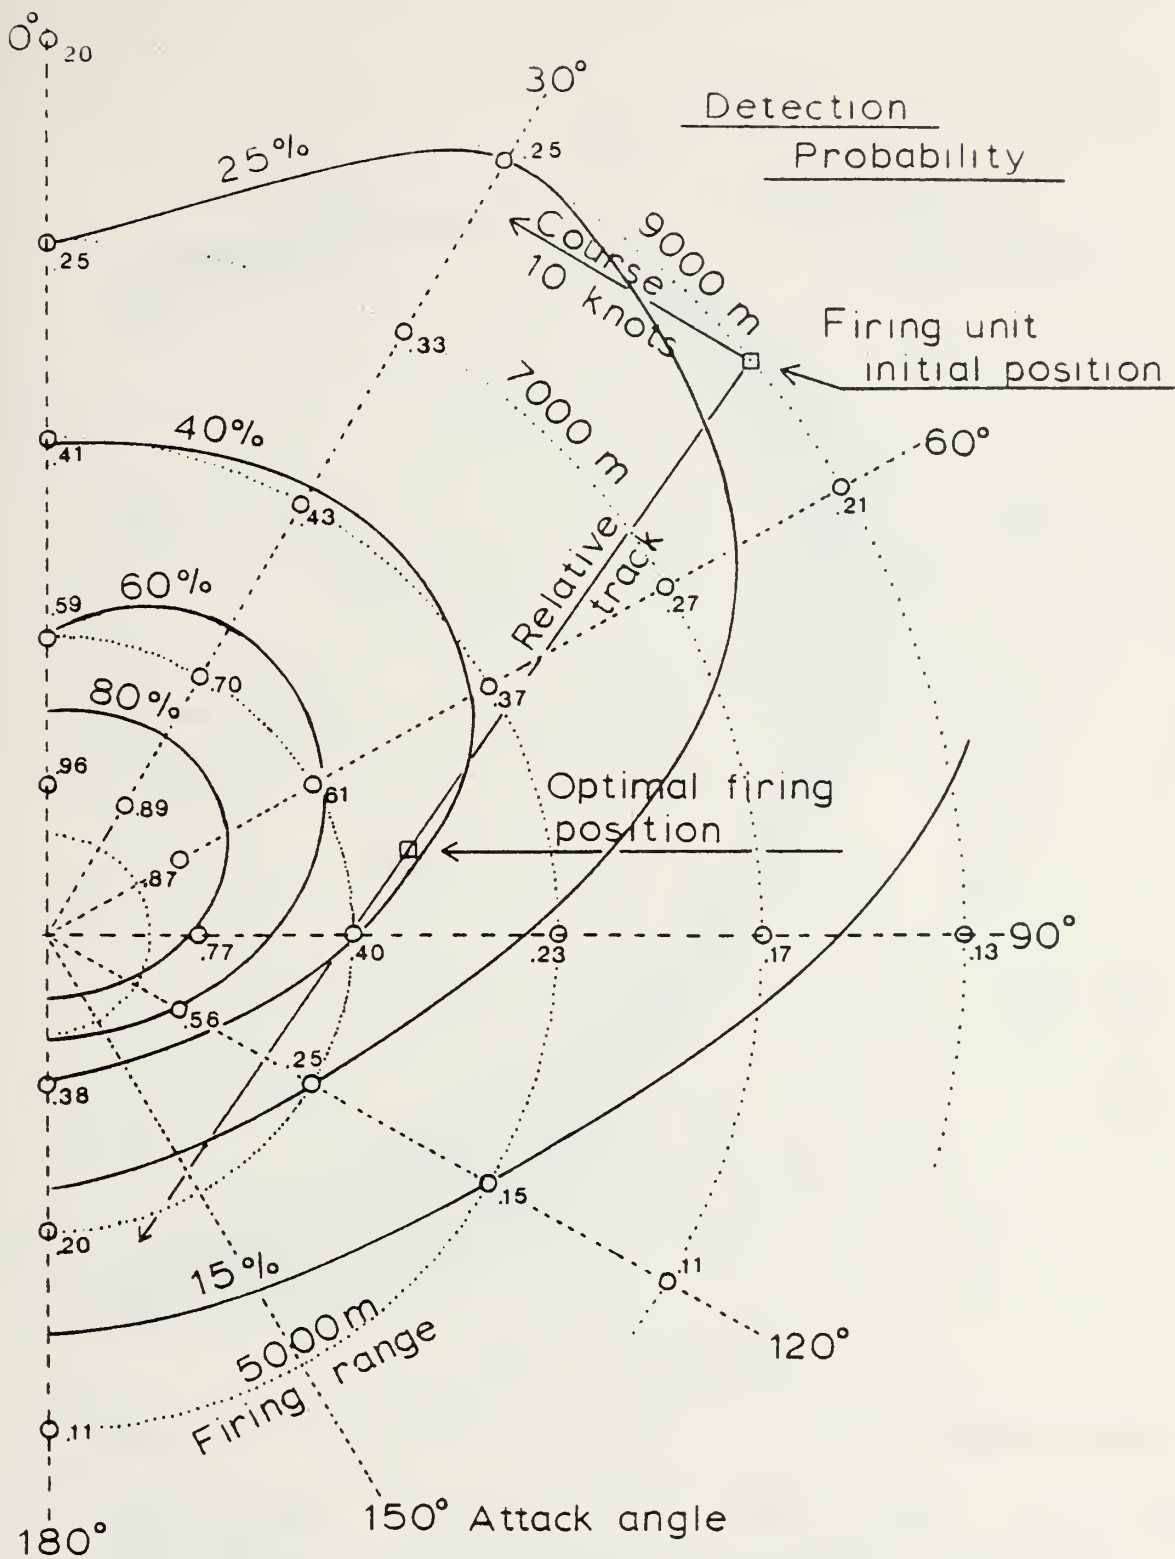 0°
.20
30°
Detection
Probability
25%
.25
.25
9000 m
Course
10 knots
Firing unit
initial position
.33
7000 m
40%
.41
.43
60°
.21
Relative
track
.27
60%
.59
.70
.37
80%
.96
.89
.61
Optimal firing
position
.87
.77
.40
.23
.17
.13
90°
.56
.25
.38
.15
.20
15%
.11
5000 m
Firing range
120°
.11
150° Attack angle
180°